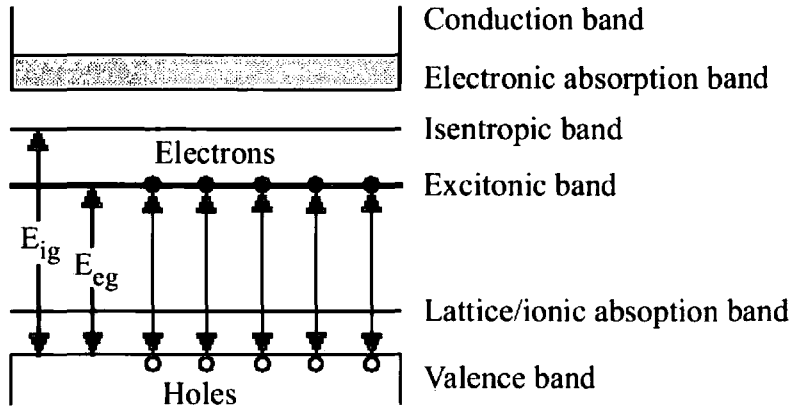 Conduction band
Electronic absorption band
Isentropic band
Electrons
Excitonic band
E_ig
E_eg
Lattice/ionic absoption band
Holes
Valence band